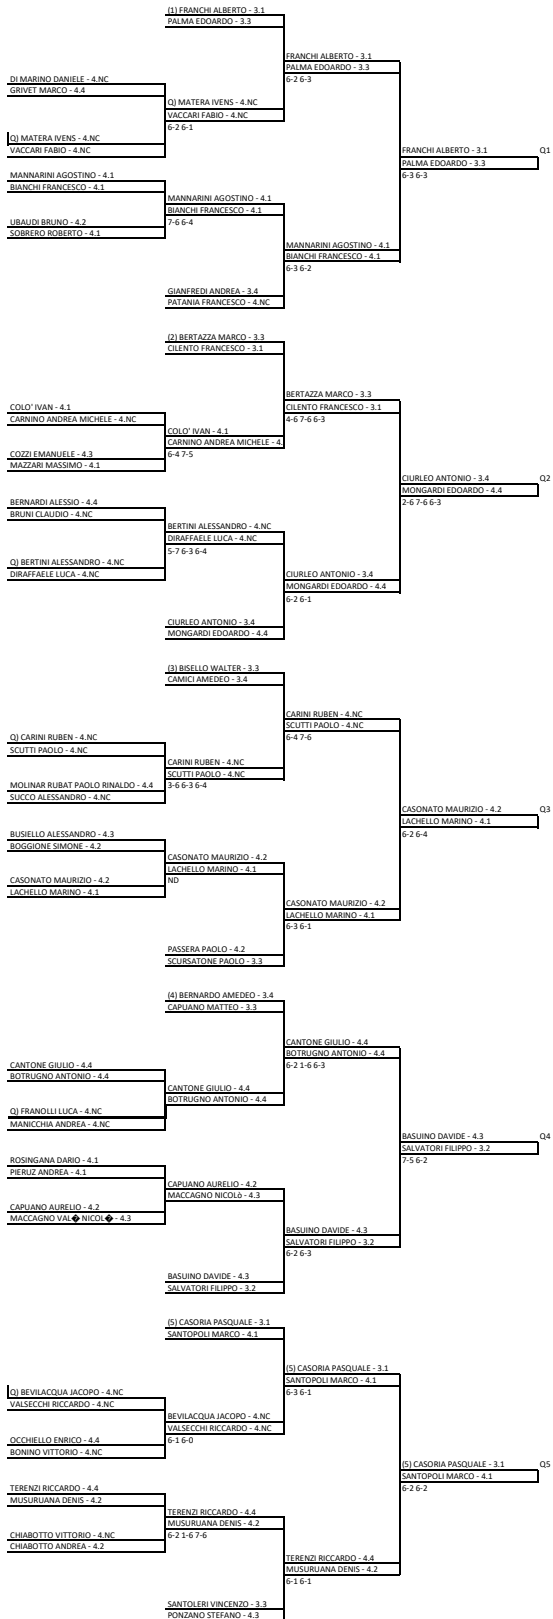 (1) FRANCHI ALBERTO - 3.1
PALMA EDOARDO - 3.3
FRANCHI ALBERTO - 3.1
PALMA EDOARDO - 3.3
6-2 6-3
DI MARINO DANIELE - 4.NC
GRIVET MARCO - 4.4
Q) MATERA IVENS - 4.NC
VACCARI FABIO - 4.NC
6-2 6-1
Q) MATERA IVENS - 4.NC
VACCARI FABIO - 4.NC
FRANCHI ALBERTO - 3.1 Q1
PALMA EDOARDO - 3.3
6-3 6-3
MANNARINI AGOSTINO - 4.1
BIANCHI FRANCESCO - 4.1
MANNARINI AGOSTINO - 4.1
BIANCHI FRANCESCO - 4.1
7-6 6-4
UBAUDI BRUNO - 4.2
SOBRERO ROBERTO - 4.1
MANNARINI AGOSTINO - 4.1
BIANCHI FRANCESCO - 4.1
6-3 6-2
GIANFREDI ANDREA - 3.4
PATANIA FRANCESCO - 4.NC
(2) BERTAZZA MARCO - 3.3
CILENTO FRANCESCO - 3.1
BERTAZZA MARCO - 3.3
CILENTO FRANCESCO - 3.1
4-6 7-6 6-3
COLO' IVAN - 4.1
CARNINO ANDREA MICHELE - 4.NC
COLO' IVAN - 4.1
CARNINO ANDREA MICHELE - 4.
6-4 7-5
COZZI EMANUELE - 4.3
MAZZARI MASSIMO - 4.1
CIURLEO ANTONIO - 3.4 Q2
MONGARDI EDOARDO - 4.4
2-6 7-6 6-3
BERNARDI ALESSIO - 4.4
BRUNI CLAUDIO - 4.NC
BERTINI ALESSANDRO - 4.NC
DIRAFFAELE LUCA - 4.NC
5-7 6-3 6-4
Q) BERTINI ALESSANDRO - 4.NC
DIRAFFAELE LUCA - 4.NC
CIURLEO ANTONIO - 3.4
MONGARDI EDOARDO - 4.4
6-2 6-1
CIURLEO ANTONIO - 3.4
MONGARDI EDOARDO - 4.4
(3) BISELLO WALTER - 3.3
CAMICI AMEDEO - 3.4
CARINI RUBEN - 4.NC
SCUTTI PAOLO - 4.NC
6-4 7-6
Q) CARINI RUBEN - 4.NC
SCUTTI PAOLO - 4.NC
CARINI RUBEN - 4.NC
SCUTTI PAOLO - 4.NC
3-6 6-3 6-4
MOLINAR RUBAT PAOLO RINALDO - 4.4
SUCCO ALESSANDRO - 4.NC
CASONATO MAURIZIO - 4.2 Q3
LACHELLO MARINO - 4.1
6-2 6-4
BUSIELLO ALESSANDRO - 4.3
BOGGIONE SIMONE - 4.2
CASONATO MAURIZIO - 4.2
LACHELLO MARINO - 4.1
ND
CASONATO MAURIZIO - 4.2
LACHELLO MARINO - 4.1
CASONATO MAURIZIO - 4.2
LACHELLO MARINO - 4.1
6-3 6-1
PASSERA PAOLO - 4.2
SCURSATONE PAOLO - 3.3
(4) BERNARDO AMEDEO - 3.4
CAPUANO MATTEO - 3.3
CANTONE GIULIO - 4.4
BOTRUGNO ANTONIO - 4.4
6-2 1-6 6-3
CANTONE GIULIO - 4.4
BOTRUGNO ANTONIO - 4.4
CANTONE GIULIO - 4.4
BOTRUGNO ANTONIO - 4.4
Q) FRANOLLI LUCA - 4.NC
MANICCHIA ANDREA - 4.NC
BASUINO DAVIDE - 4.3 Q4
SALVATORI FILIPPO - 3.2
7-5 6-2
ROSINGANA DARIO - 4.1
PIERUZ ANDREA - 4.1
CAPUANO AURELIO - 4.2
MACCAGNO NICOLò - 4.3
CAPUANO AURELIO - 4.2
MACCAGNO VAL� NICOL� - 4.3
BASUINO DAVIDE - 4.3
SALVATORI FILIPPO - 3.2
6-2 6-3
BASUINO DAVIDE - 4.3
SALVATORI FILIPPO - 3.2
(5) CASORIA PASQUALE - 3.1
SANTOPOLI MARCO - 4.1
(5) CASORIA PASQUALE - 3.1
SANTOPOLI MARCO - 4.1
6-3 6-1
Q) BEVILACQUA JACOPO - 4.NC
VALSECCHI RICCARDO - 4.NC
BEVILACQUA JACOPO - 4.NC
VALSECCHI RICCARDO - 4.NC
6-1 6-0
OCCHIELLO ENRICO - 4.4
BONINO VITTORIO - 4.NC
(5) CASORIA PASQUALE - 3.1 Q5
SANTOPOLI MARCO - 4.1
6-2 6-2
TERENZI RICCARDO - 4.4
MUSURUANA DENIS - 4.2
TERENZI RICCARDO - 4.4
MUSURUANA DENIS - 4.2
6-2 1-6 7-6
CHIABOTTO VITTORIO - 4.NC
CHIABOTTO ANDREA - 4.2
TERENZI RICCARDO - 4.4
MUSURUANA DENIS - 4.2
6-1 6-1
SANTOLERI VINCENZO - 3.3
PONZANO STEFANO - 4.3